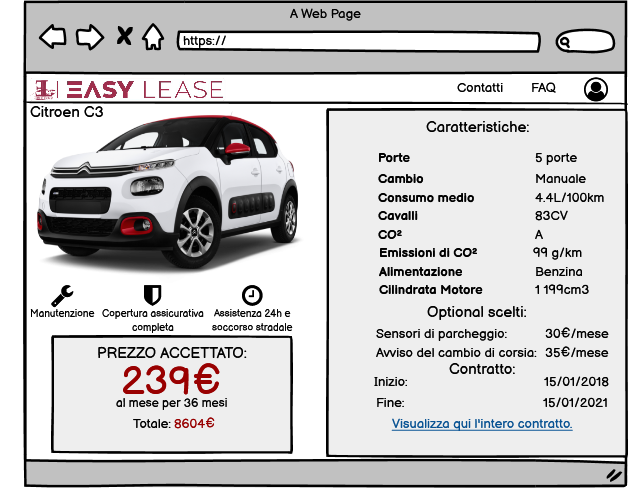 A Web Page
https://
EASY LEASE
Contatti FAQ
Citroen C3
Manutenzione
Copertura assicurativa
completa
Assistenza 24h e
soccorso stradale
PREZZO ACCETTATO:
239€
al mese per 36 mesi
Totale: 8604€
Caratteristiche:
Porte 5 porte
Cambio Manuale
Consumo medio 4.4L/100km
Cavalli 83CV
CO² A
Emissioni di CO² 99 g/km
Alimentazione Benzina
Cilindrata Motore 1 199cm3
Optional scelti:
Sensori di parcheggio: 30€/mese
Avviso del cambio di corsia: 35€/mese
Contratto:
Inizio: 15/01/2018
Fine: 15/01/2021
Visualizza qui l'intero contratto.